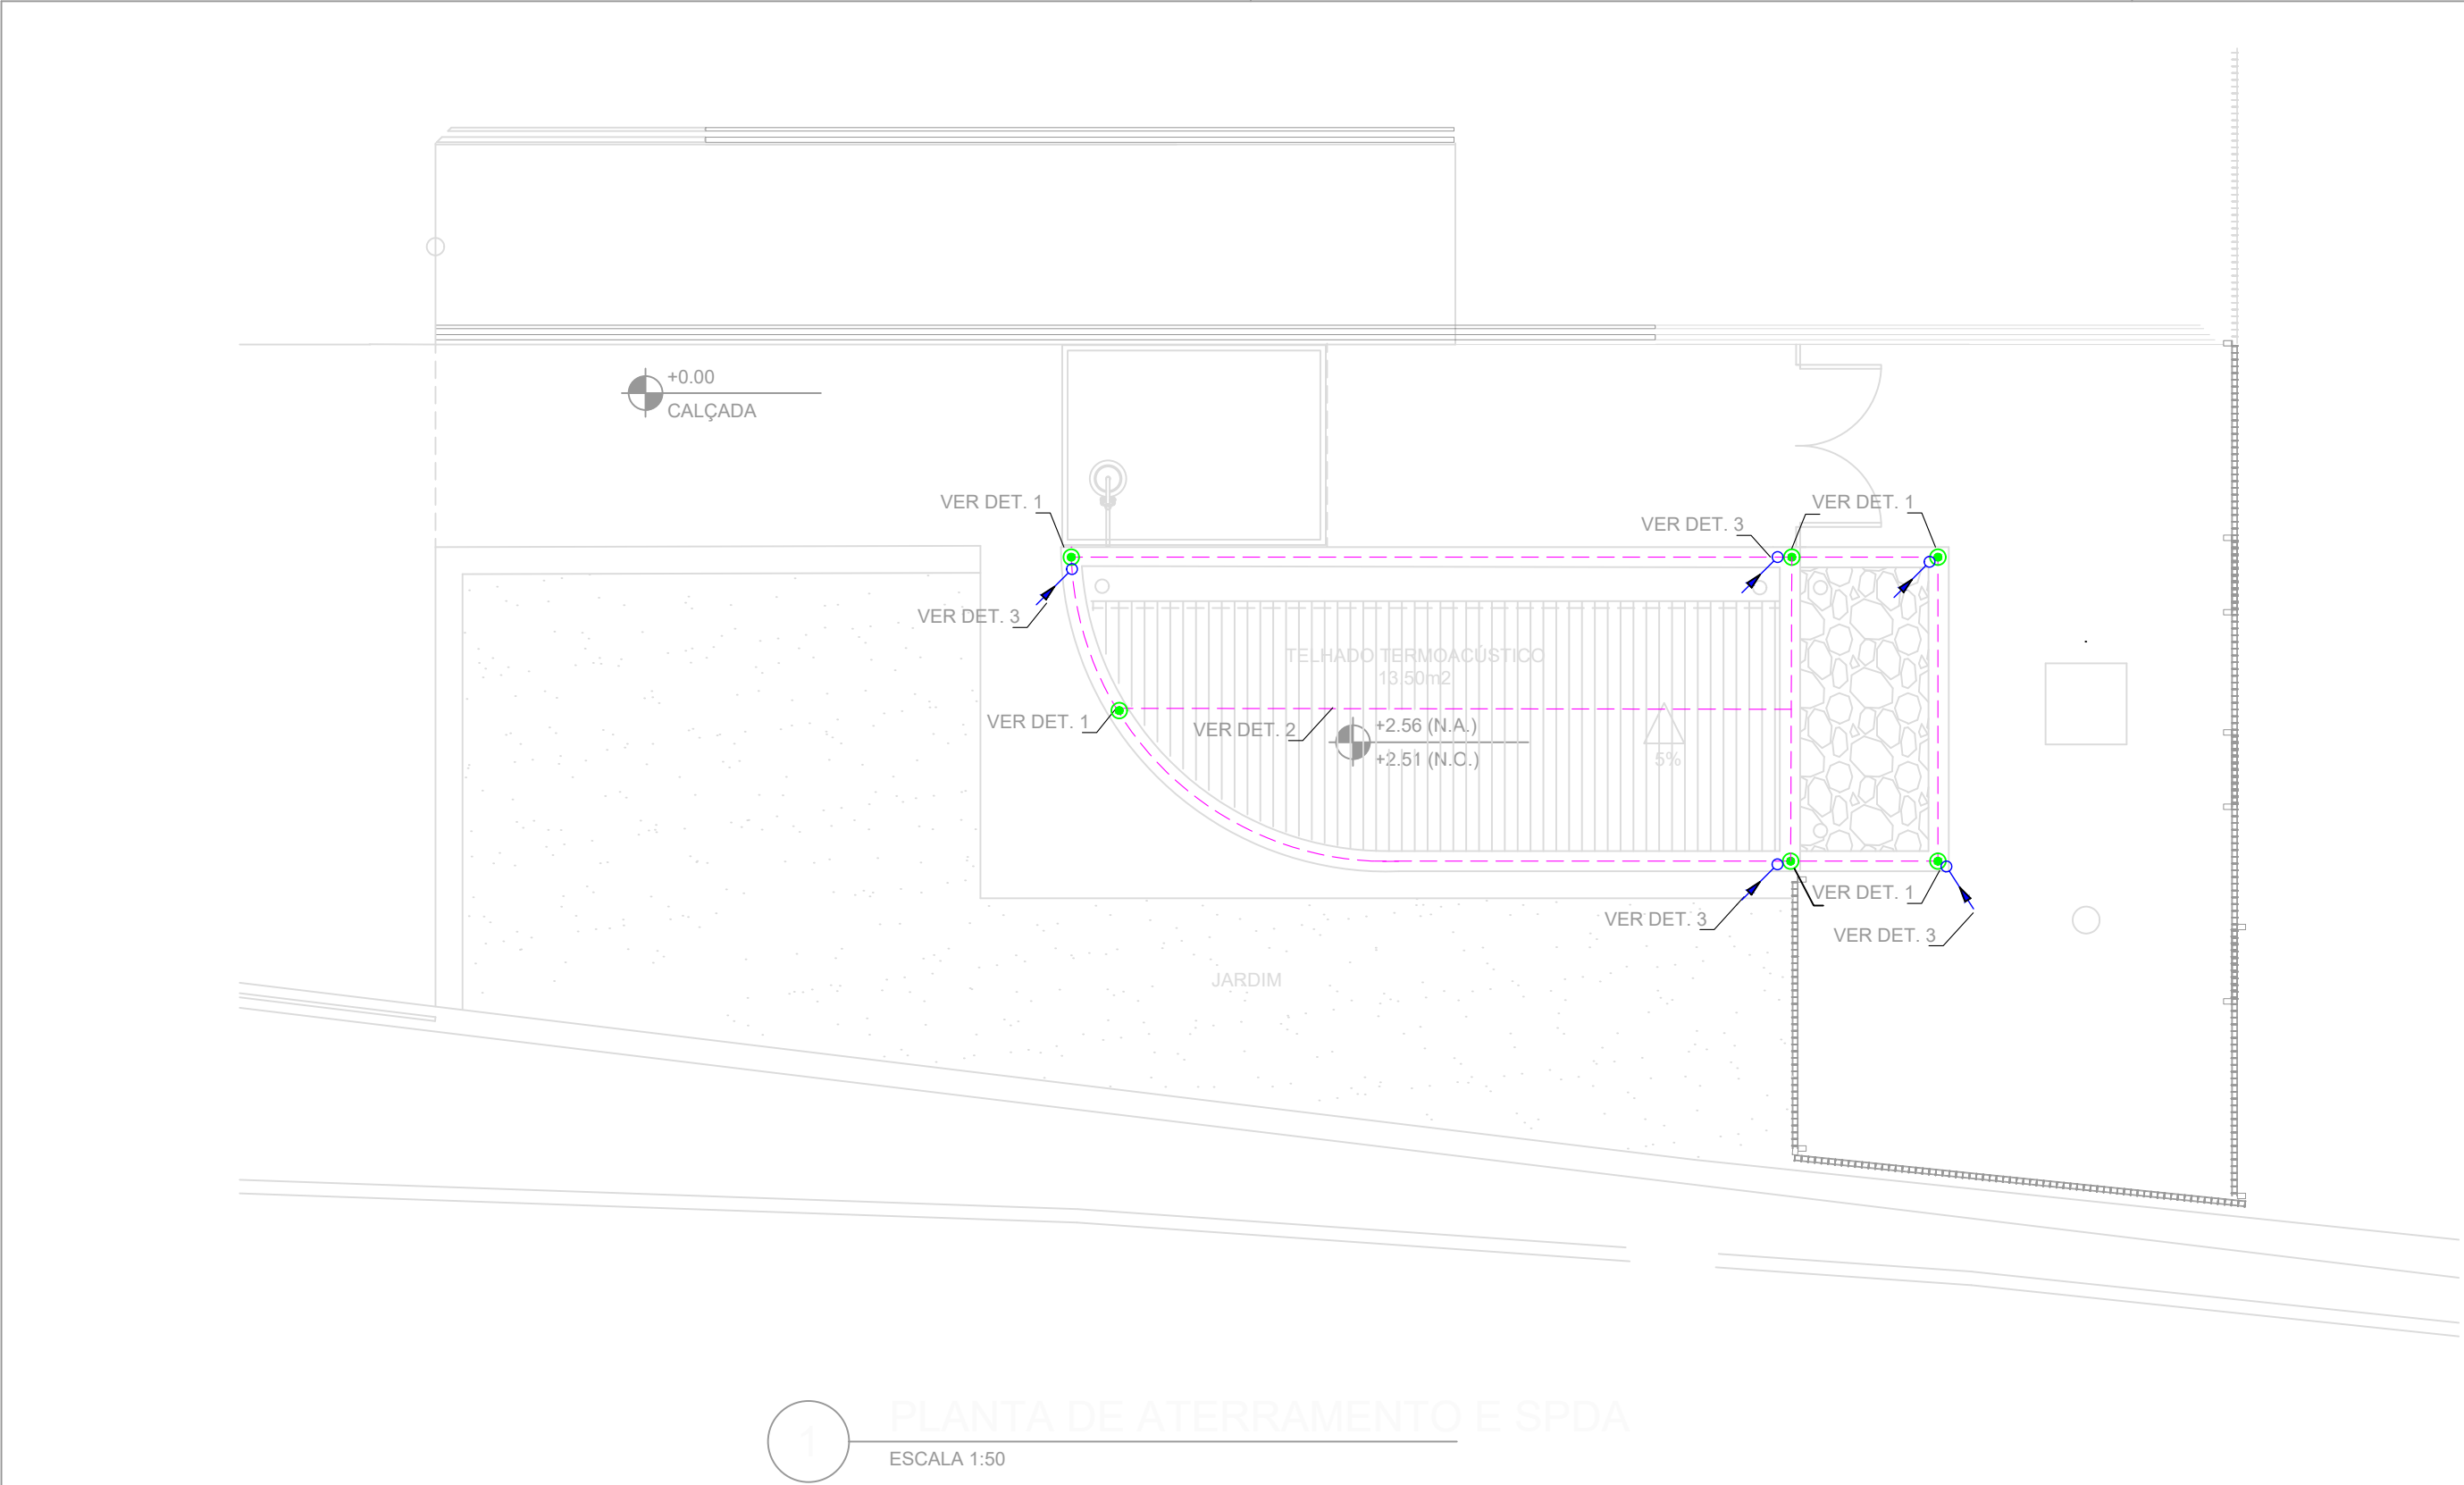 +0.00
CALÇADA
VER DET. 1
VER DET. 1
VER DET. 3
VER DET. 3
TELHADO TERMOACÚSTICO
13.50m2
VER DET. 1
VER DET. 2
+2.56 (N.A.)
+2.51 (N.O.)
5%
VER DET. 1
VER DET. 3
VER DET. 3
JARDIM
1
PLANTA DE ATERRAMENTO E SPDA
ESCALA 1:50